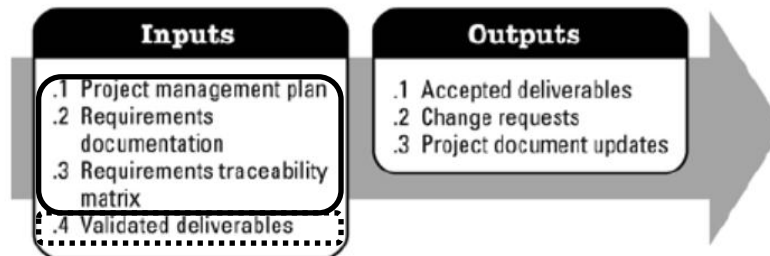 Inputs
.1 Project management plan
.2 Requirements
documentation
.3 Requirements traceability
matrix
.4 Validated deliverables
Outputs
.1 Accepted deliverables
.2 Change requests
.3 Project document updates